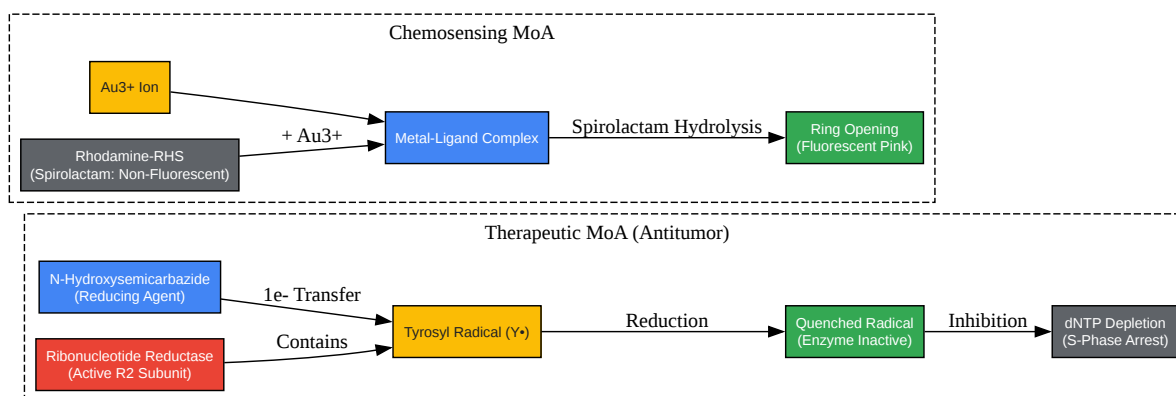 Chemosensing MoA
Au3+ Ion
+ Au3+
Rhodamine-RHS
(Spirolactam: Non-Fluorescent)
Metal-Ligand Complex
Spirolactam Hydrolysis
Ring Opening
(Fluorescent Pink)
Therapeutic MoA (Antitumor)
N-Hydroxysemicarbazide
(Reducing Agent)
1e- Transfer
Ribonucleotide Reductase
(Active R2 Subunit)
Contains
Tyrosyl Radical (Y•)
Reduction
Quenched Radical
(Enzyme Inactive)
Inhibition
dNTP Depletion
(S-Phase Arrest)